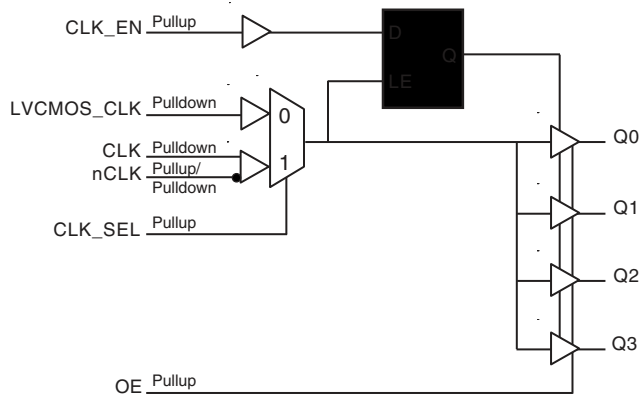 CLK_EN Pullup
D
Q
LE
LVCMOS_CLK Pulldown
0
CLK Pulldown
nCLK Pullup/
Pulldown
1
CLK_SEL Pullup
Q0
Q1
Q2
Q3
OE Pullup